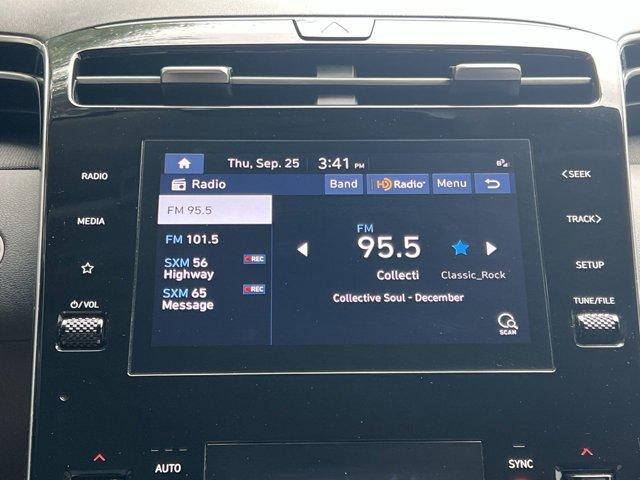 Thu, Sep. 25 3:41 PM
RADIO
MEDIA
/VOL
Radio Band HD Radio Menu
FM 95.5
FM 101.5
SXM 56 REC
Highway
SXM 65 REC
Message
FM
95.5
Collecti Classic_Rock
Collective Soul - December
SCAN
<SEEK
TRACK>
SETUP
TUNE/FILE
AUTO
SYNC